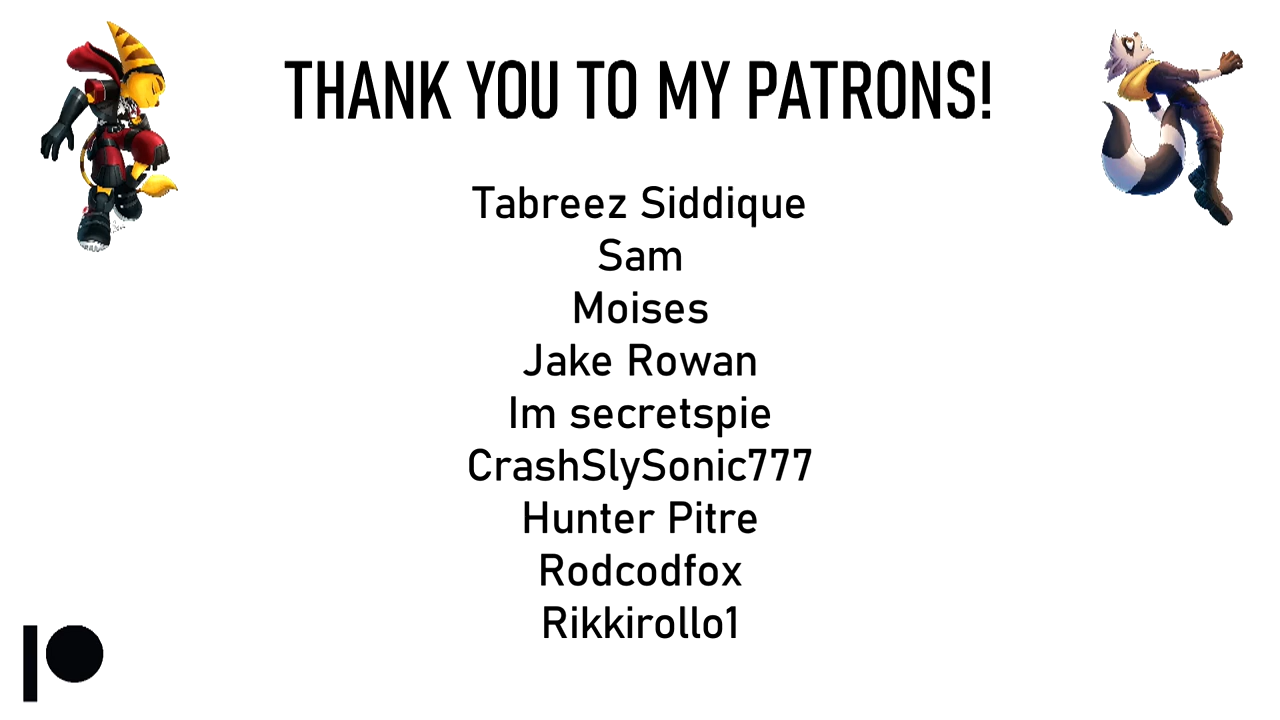 THANK YOU TO MY PATRONS!
Tabreez Siddique
Sam
Moises
Jake Rowan
Im secretspie
CrashSlySonic777
Hunter Pitre
Rodcodfox
Rikkirollo1